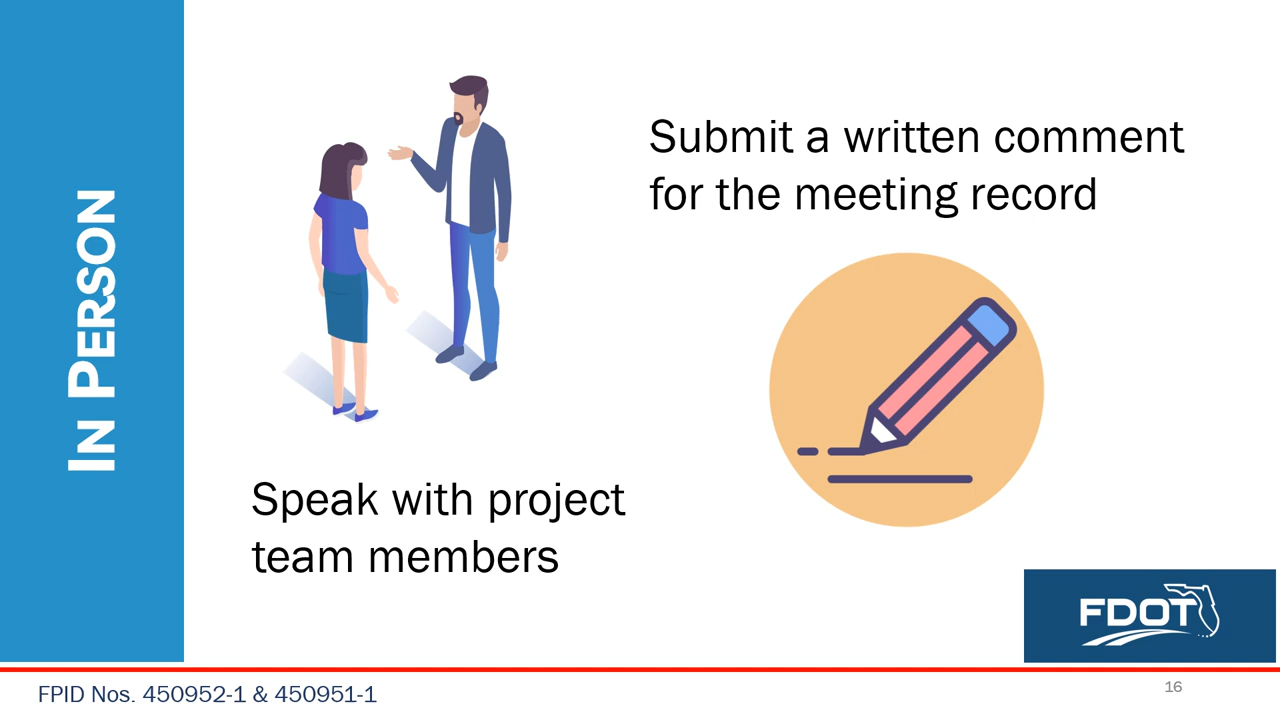 IN PERSON
Submit a written comment
for the meeting record
Speak with project
team members
FDOT
FPID Nos. 450952-1 & 450951-1
16